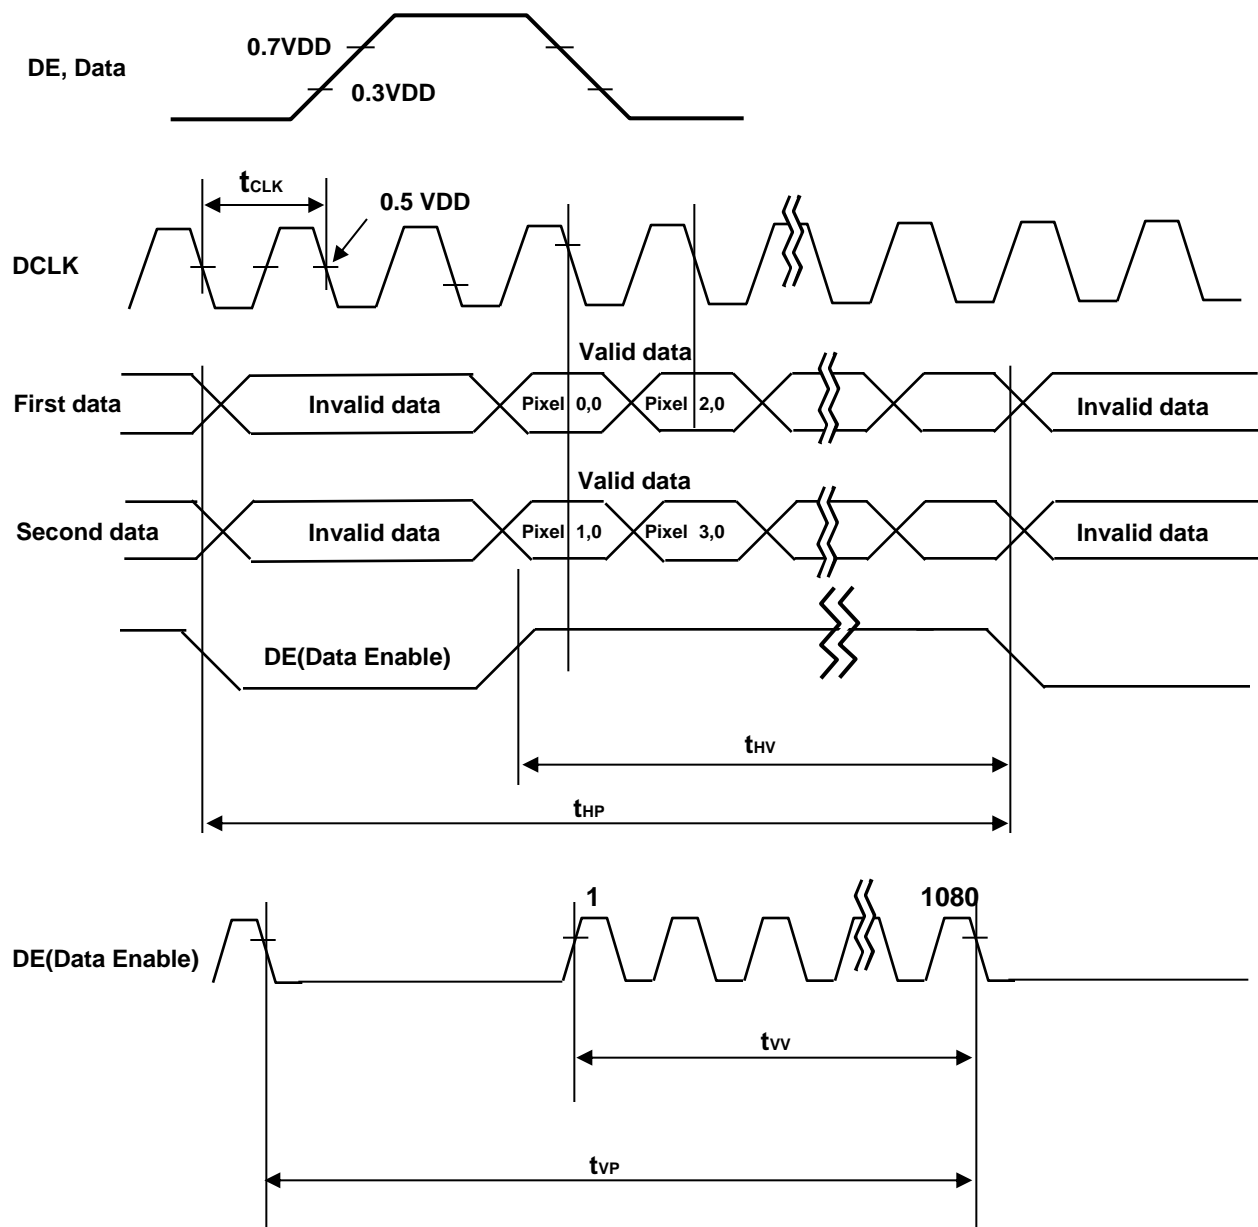 0.7VDD
DE, Data
0.3VDD
tCLK
0.5 VDD
DCLK
Valid data
First data
Invalid data
Pixel 0,0
Pixel 2,0
Invalid data
Valid data
Second data
Invalid data
Pixel 1,0
Pixel 3,0
Invalid data
DE(Data Enable)
tHV
tHP
1
1080
DE(Data Enable)
tVV
tVP